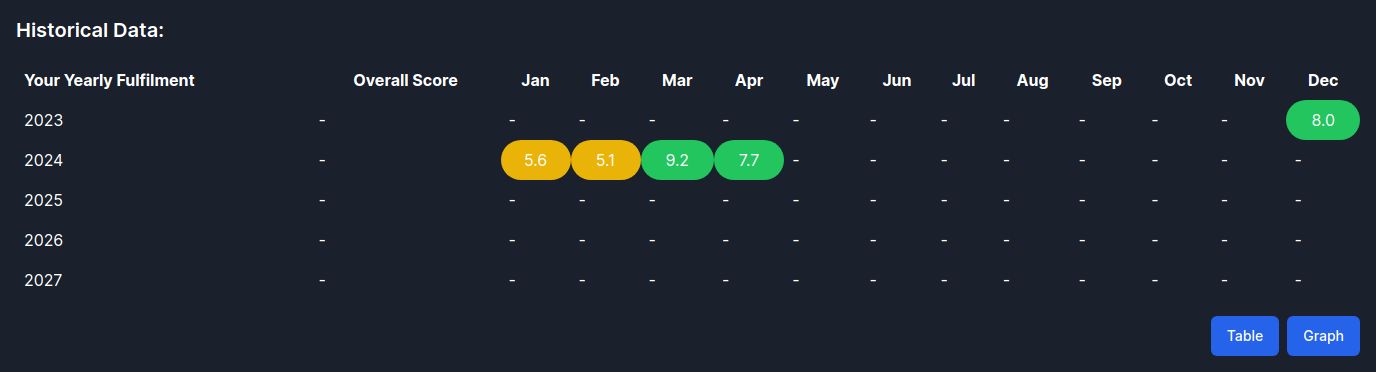 Historical Data:
Your Yearly Fulfilment Overall Score Jan Feb Mar Apr May Jun Jul Aug Sep Oct Nov Dec
2023 - - - - - - - - - - - - 8.0
2024 - 5.6 5.1 9.2 7.7 - - - - - - - -
2025 - - - - - - - - - - - - -
2026 - - - - - - - - - - - - -
2027 - - - - - - - - - - - - -
Table Graph